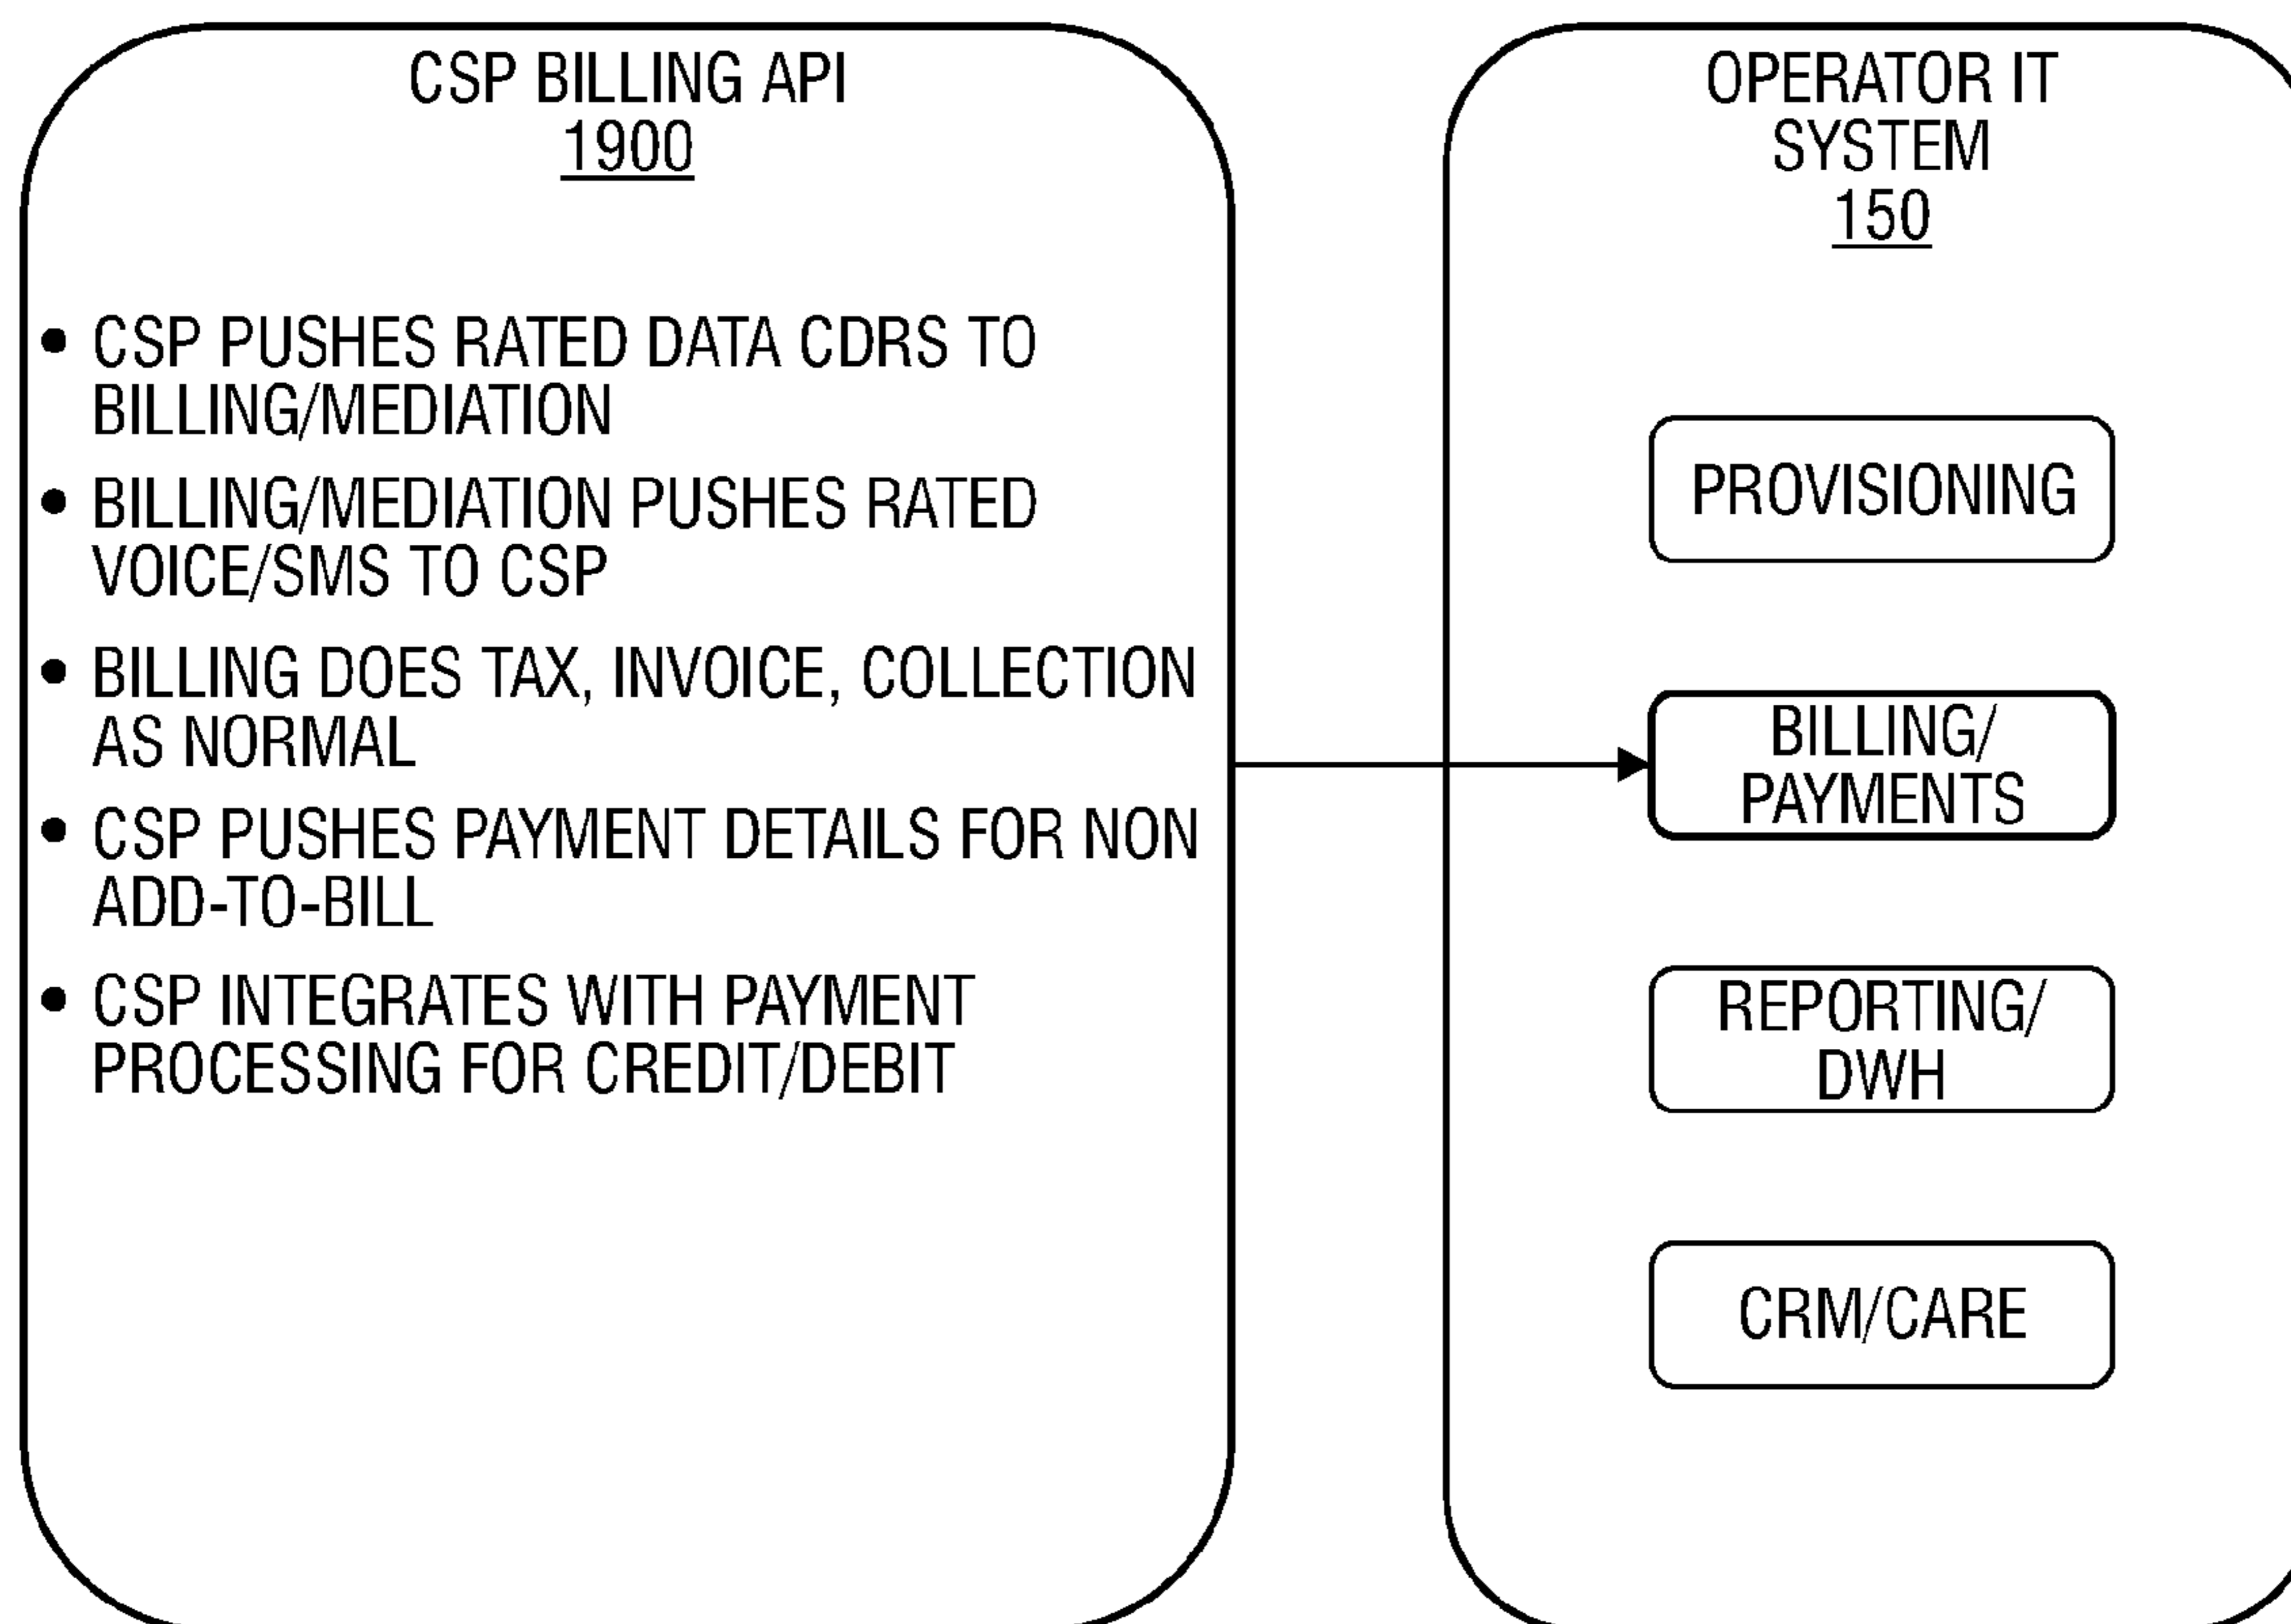 CSP BILLING API
1900
• CSP PUSHES RATED DATA CDRS TO
BILLING/MEDIATION
• BILLING/MEDIATION PUSHES RATED
VOICE/SMS TO CSP
• BILLING DOES TAX, INVOICE, COLLECTION
AS NORMAL
• CSP PUSHES PAYMENT DETAILS FOR NON
ADD-TO-BILL
• CSP INTEGRATES WITH PAYMENT
PROCESSING FOR CREDIT/DEBIT
OPERATOR IT
SYSTEM
150
PROVISIONING
BILLING/
PAYMENTS
REPORTING/
DWH
CRM/CARE